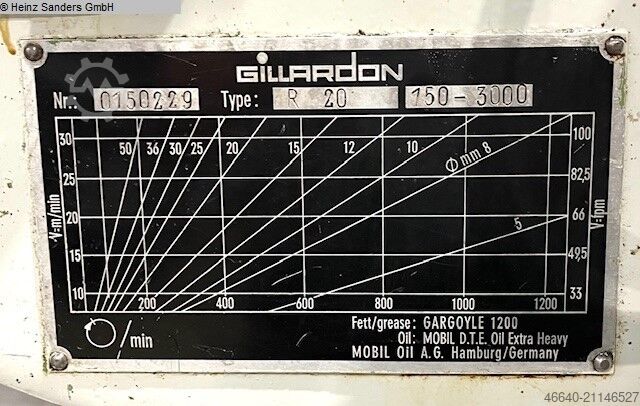 © Heinz Sanders GmbH
GILLARDON
Nr.: 0150229 Type: R 20 150-3000
30 50 36 30 25 20 15 12 10 Ø mm 8 100
25 82,5
V=m/min 20 5 66 V=fpm
15 49,5
10 33
200 400 600 800 1000 1200
/min
Fett/grease: GARGOYLE 1200
Oil: MOBIL D.T.E. Oil Extra Heavy
MOBIL Oil A.G. Hamburg/Germany
46640-21146527